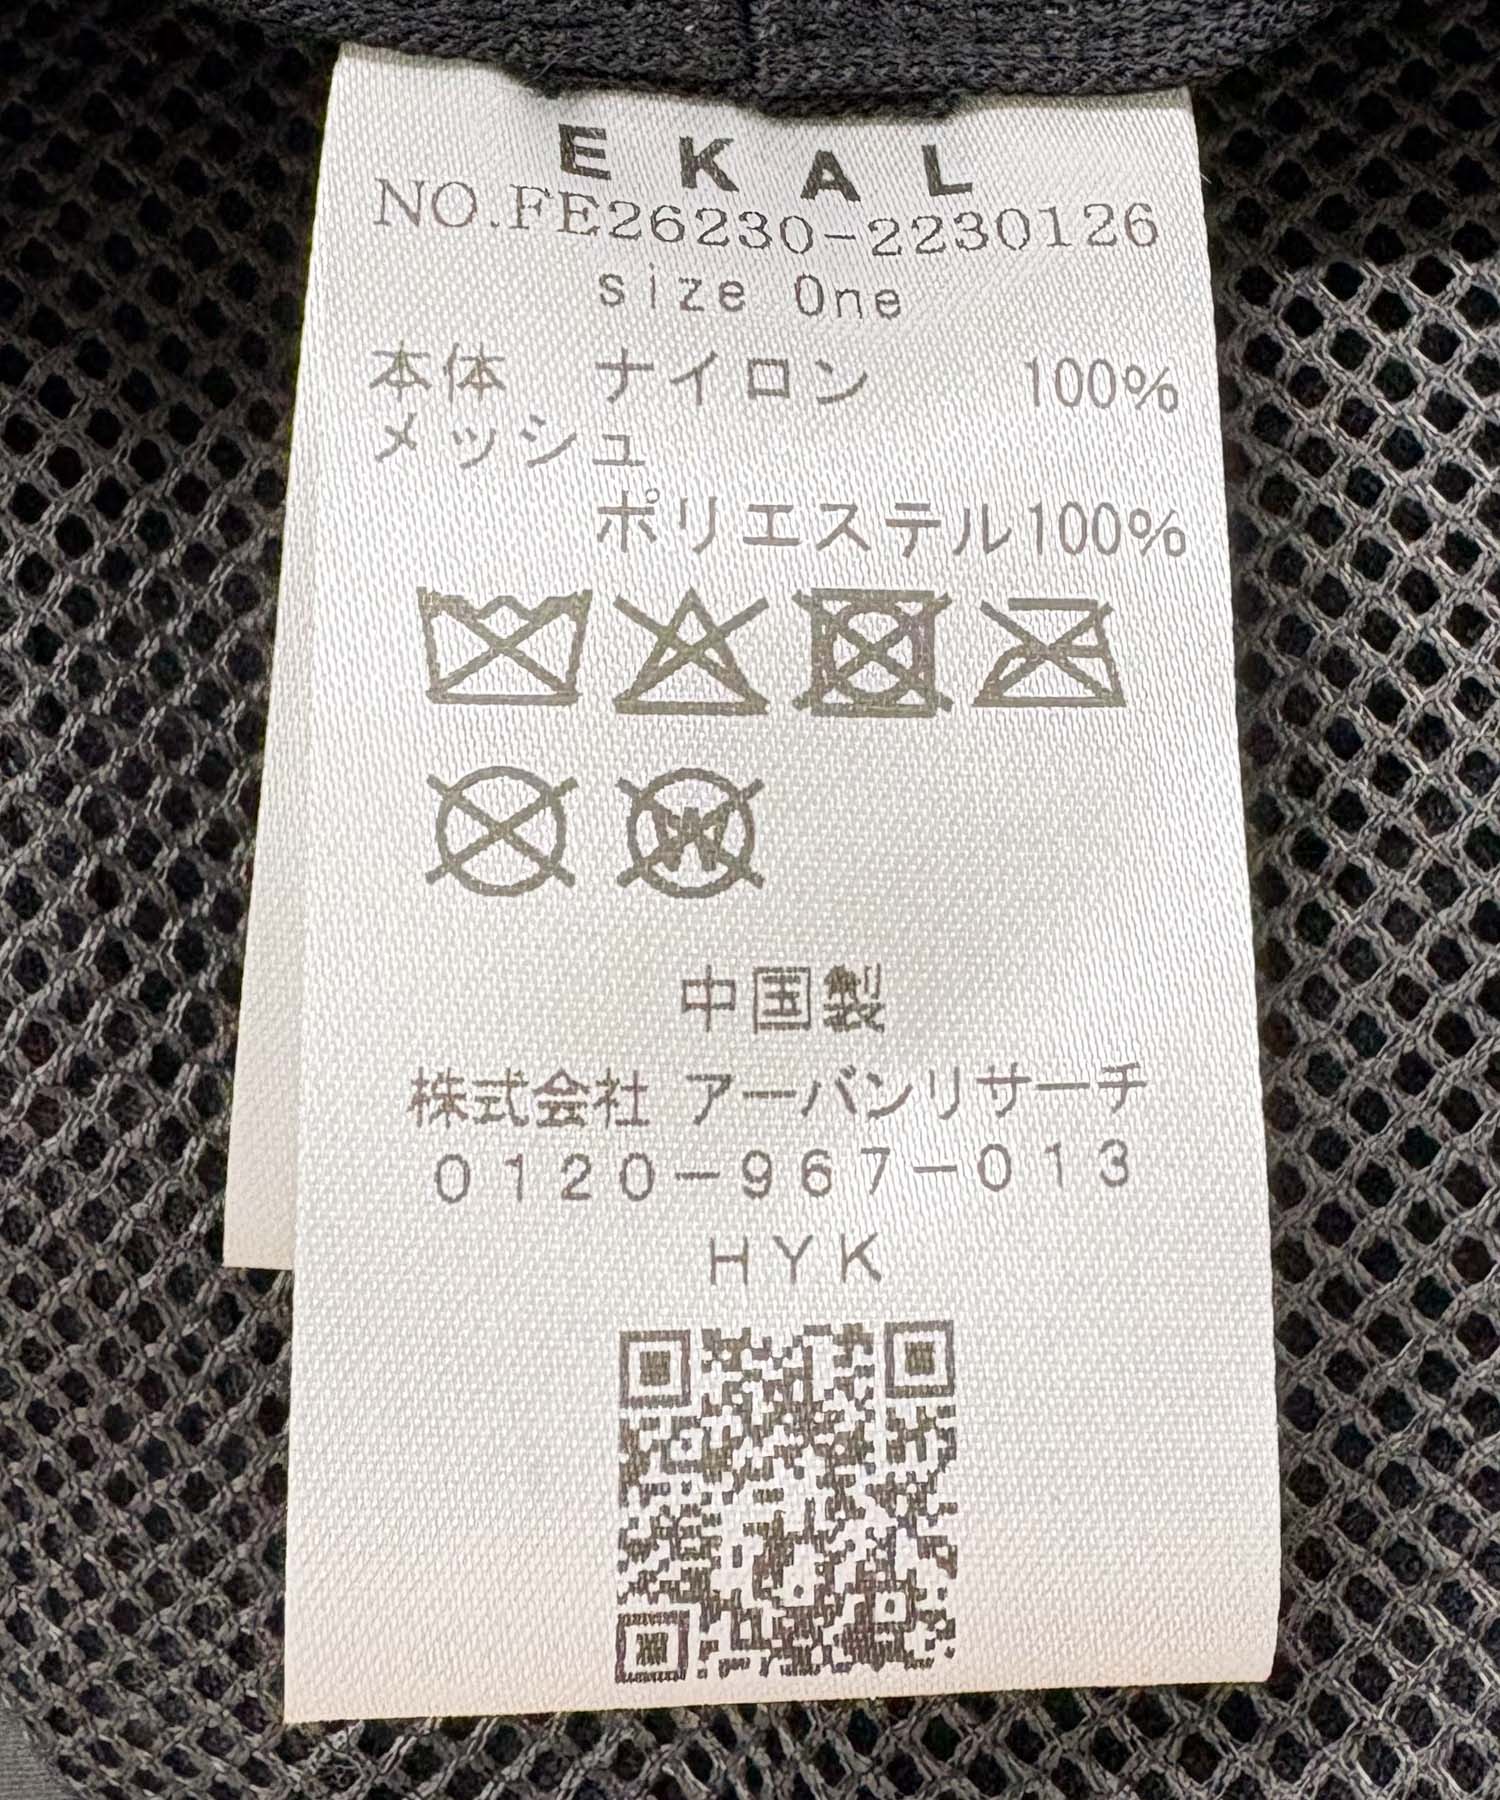 EKAL
NO.FE26230-2230126
size One
本体 ナイロン 100%
メッシュ
ポリエステル100%
中国製
株式会社 アーバンリサーチ
0120-967-013
HYK